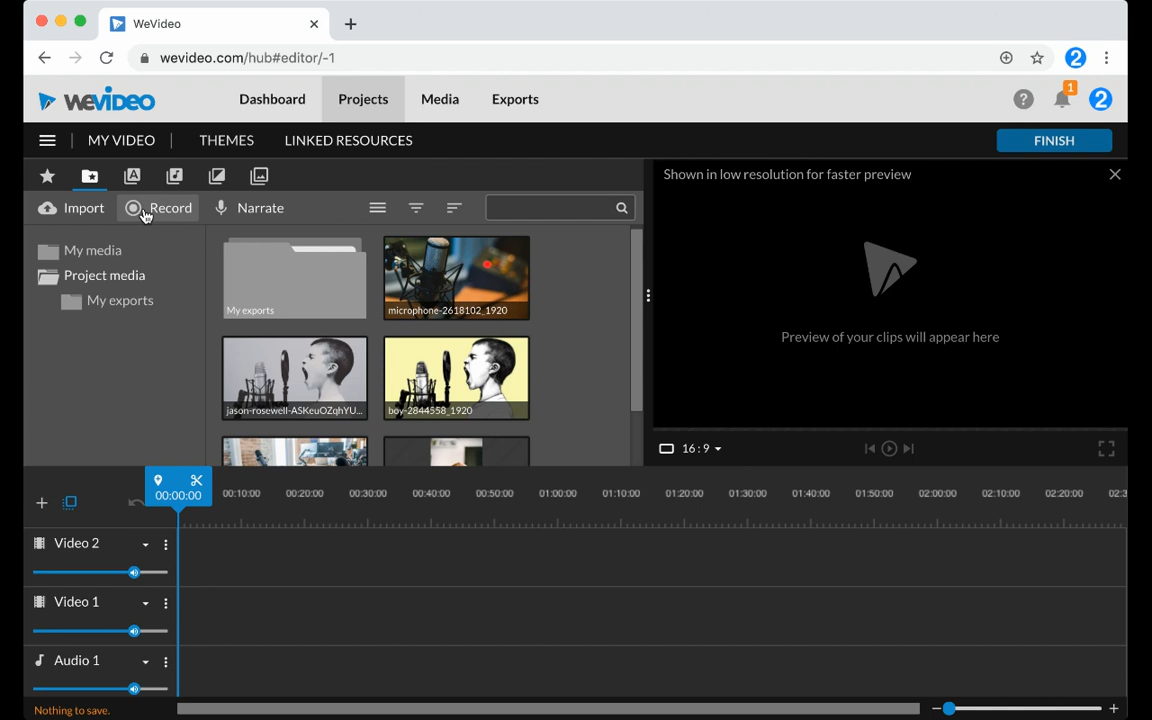 WeVideo
wevideo.com/hub#editor/-1
2
WEVIDEO
Dashboard
Projects
Media
Exports
?
1
2
MY VIDEO
THEMES
LINKED RESOURCES
FINISH
A
Shown in low resolution for faster preview
Import
Record
Narrate
My media
Project media
My exports
My exports
microphone-2618102_1920
jason-rosewell-ASKeuOZqhYU...
boy-2844558_1920
Preview of your clips will appear here
16:9
00:00:00
00:10:00
00:20:00
00:30:00
00:40:00
00:50:00
01:00:00
01:10:00
01:20:00
01:30:00
01:40:00
01:50:00
02:00:00
02:10:00
02:20:00
02:3
Video 2
Video 1
Audio 1
Nothing to save.